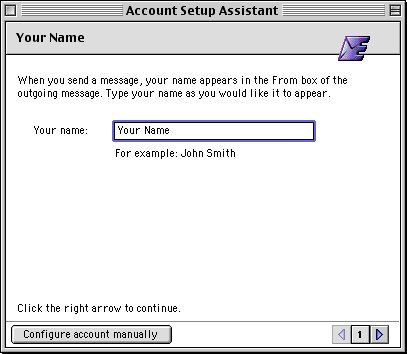 Account Setup Assistant
Your Name
When you send a message, your name appears in the From box of the
outgoing message. Type your name as you would like it to appear.
Your name: Your Name
For example: John Smith
Click the right arrow to continue.
Configure account manually 1